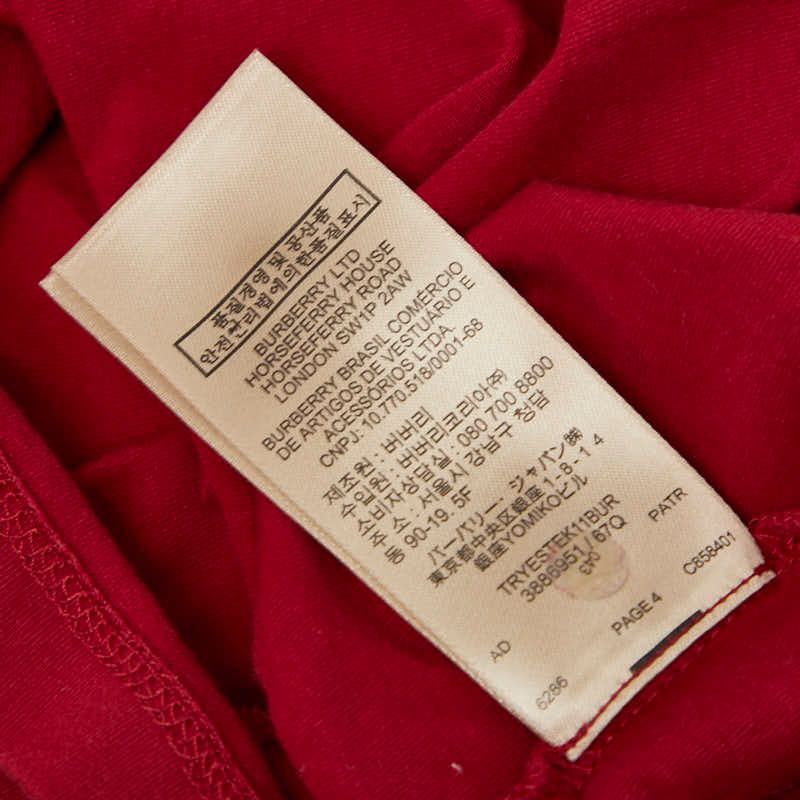 품질경영 및 공산품
안전관리법에의한품질표시
BURBERRY LTD
HORSEFERRY HOUSE
HORSEFERRY ROAD
LONDON SW1P 2AW
BURBERRY BRASIL COMÉRCIO
DE ARTIGOS DE VESTUÁRIO E
ACESSÓRIOS LTDA.
CNPJ: 10.770.518/0001-68
제조원 : 버버리
수입원 : 버버리코리아㈜
소비자상담실 : 080 700 8800
주소 : 서울시 강남구 청담
동 90-19. 5F
バーバリー・ジャパン㈱
東京都中央区銀座1-8-14
銀座YOMIKOビル
TRYESTEK11BUR
3886951 / 67Q
PATR
AD
PAGE 4
C858401
6286